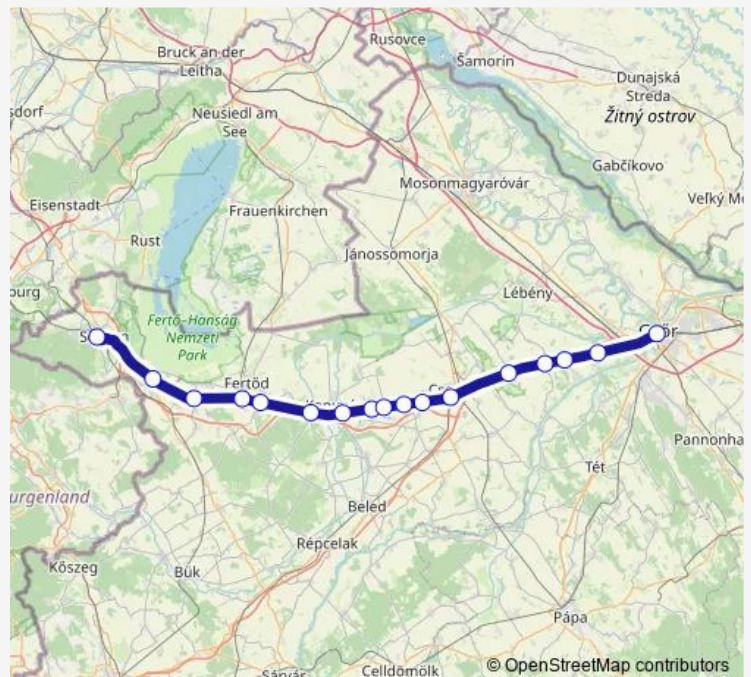 Rusovce
Šamorín
Bruck an der
Leitha
Dunajská
Streda
Žitný ostrov
sdorf
Neusiedl am
See
Gabčíkovo
Mosonmagyaróvár
Veľký M
Eisenstadt
Frauenkirchen
Rust
Jánossomorja
burg
Lébény
Fertő-Hanság
Nemzeti
Park
Fertőd
Pannonha
Tét
urgenland
Beled
Répcelak
Kőszeg
Bük
Pápa
Sárvár
Celldömölk
© OpenStreetMap contributors